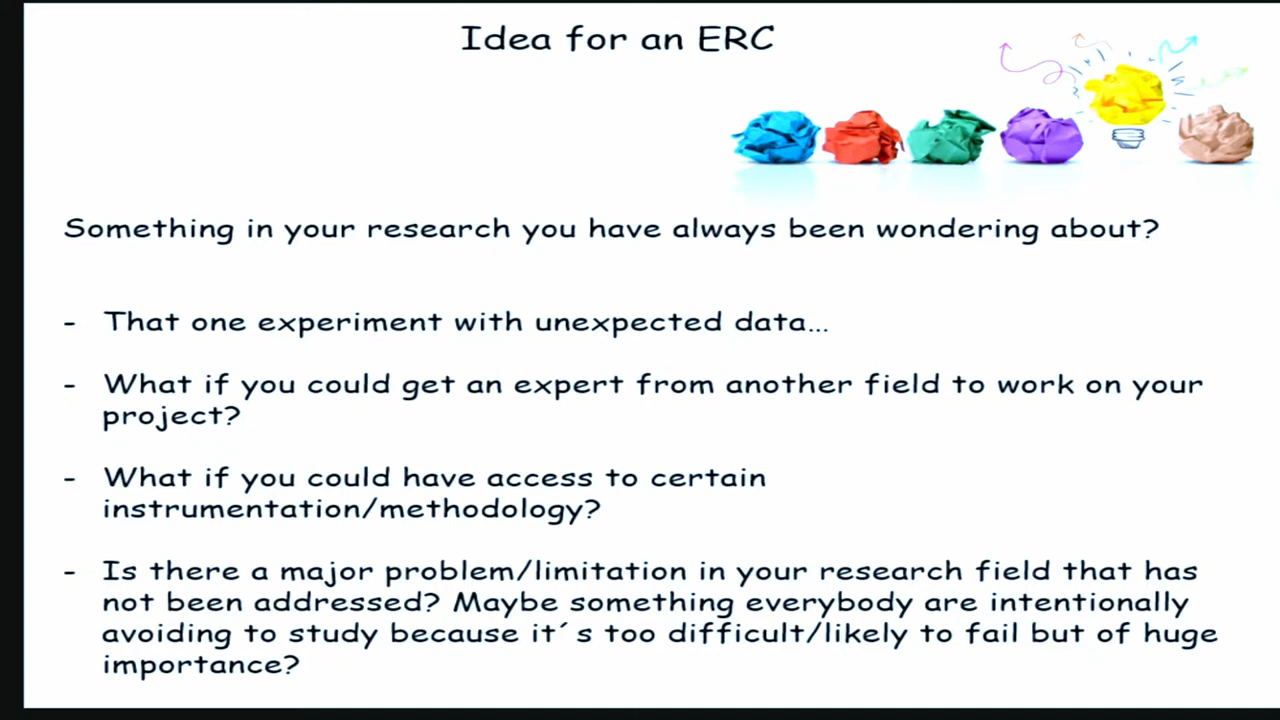 Idea for an ERC
Something in your research you have always been wondering about?
- That one experiment with unexpected data...
- What if you could get an expert from another field to work on your
project?
- What if you could have access to certain
instrumentation/methodology?
- Is there a major problem/limitation in your research field that has
not been addressed? Maybe something everybody are intentionally
avoiding to study because it´s too difficult/likely to fail but of huge
importance?